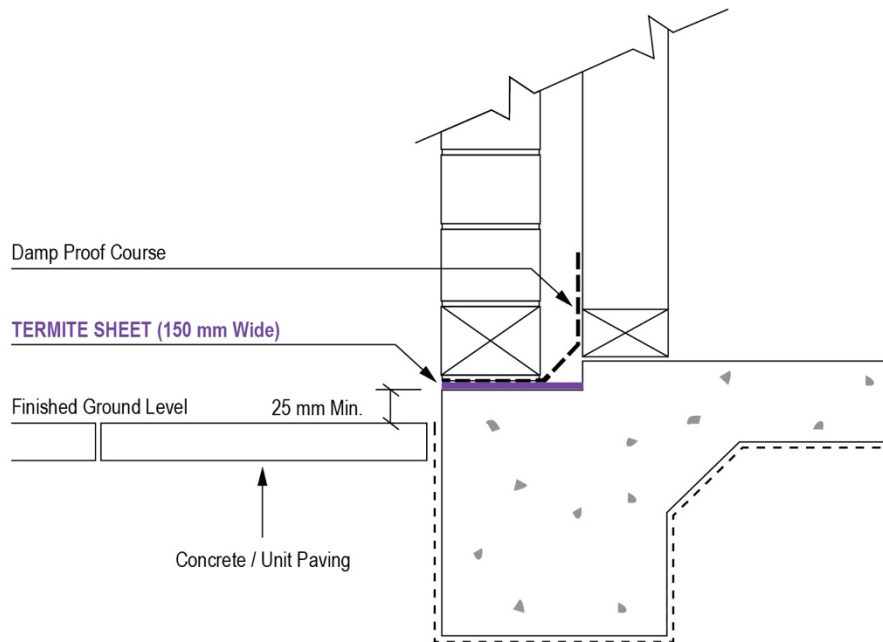 Damp Proof Course
TERMITE SHEET (150 mm Wide)
Finished Ground Level
25 mm Min.
Concrete / Unit Paving